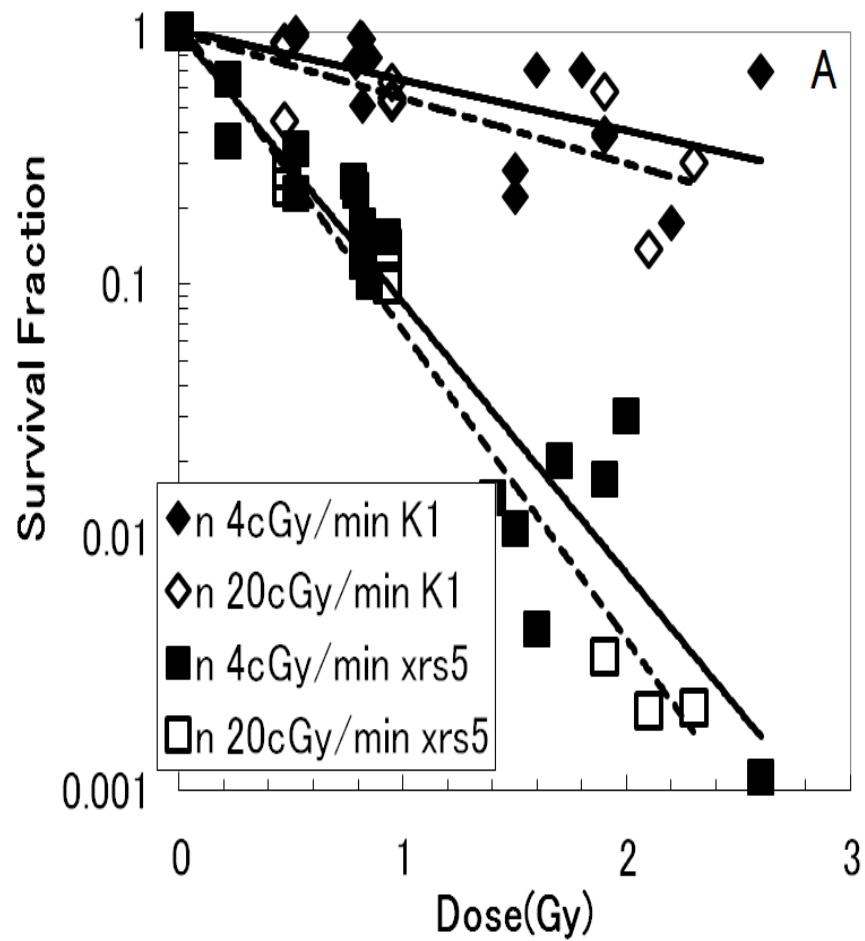 A
Survival Fraction
1
0.1
0.01
0.001
n 4cGy/min K1
n 20cGy/min K1
n 4cGy/min xrs5
n 20cGy/min xrs5
0 1 2 3
Dose(Gy)